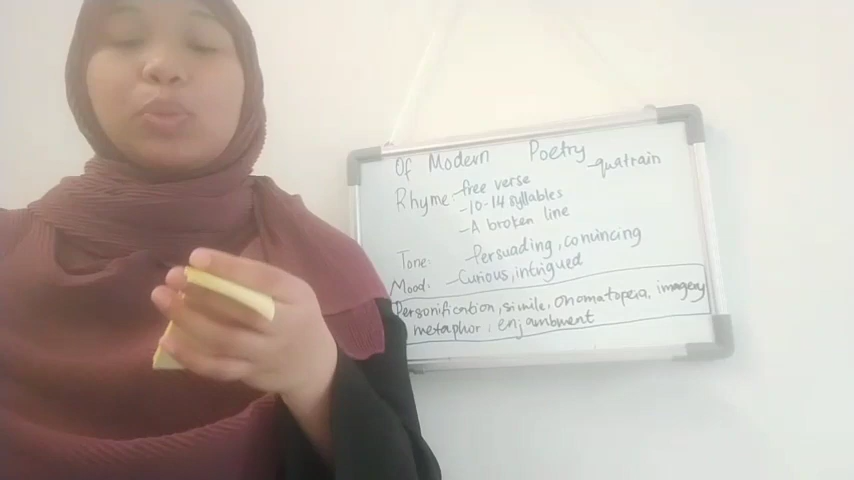 Of Modern Poetry
-quatrain
Rhyme:-free verse
-10-14 syllables
-A broken line
Tone: -Persuading, convincing
Mood: -Curious, intrigued
Personification, simile, onomatopeia, imagery
metaphor, enjambment